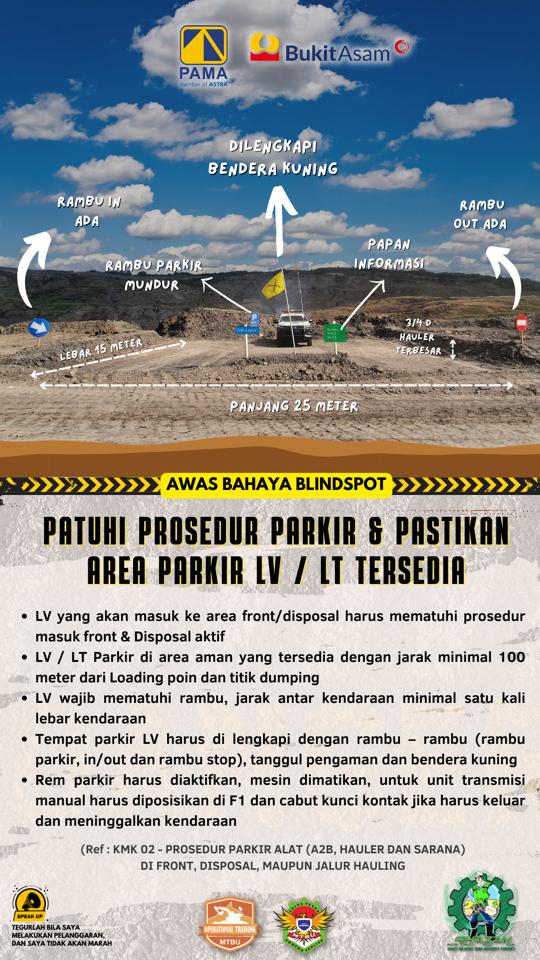 PAMA
member of ASTRA
BukitAsam
DILENGKAPI
BENDERA KUNING
RAMBU IN
ADA
RAMBU
OUT ADA
RAMBU PARKIR
MUNDUR
PAPAN
INFORMASI
P
3/4 D
HAULER
TERBESAR
LEBAR 15 METER
PANJANG 25 METER
AWAS BAHAYA BLINDSPOT
PATUHI PROSEDUR PARKIR & PASTIKAN
AREA PARKIR LV / LT TERSEDIA
• LV yang akan masuk ke area front/disposal harus mematuhi prosedur
masuk front & Disposal aktif
• LV / LT Parkir di area aman yang tersedia dengan jarak minimal 100
meter dari Loading poin dan titik dumping
• LV wajib mematuhi rambu, jarak antar kendaraan minimal satu kali
lebar kendaraan
• Tempat parkir LV harus di lengkapi dengan rambu – rambu (rambu
parkir, in/out dan rambu stop), tanggul pengaman dan bendera kuning
• Rem parkir harus diaktifkan, mesin dimatikan, untuk unit transmisi
manual harus diposisikan di F1 dan cabut kunci kontak jika harus keluar
dan meninggalkan kendaraan
(Ref : KMK 02 - PROSEDUR PARKIR ALAT (A2B, HAULER DAN SARANA)
DI FRONT, DISPOSAL, MAUPUN JALUR HAULING
SPEAK UP
TEGURLAH BILA SAYA
MELAKUKAN PELANGGARAN,
DAN SAYA TIDAK AKAN MARAH
OPERATIONAL TRAINING
MTBU